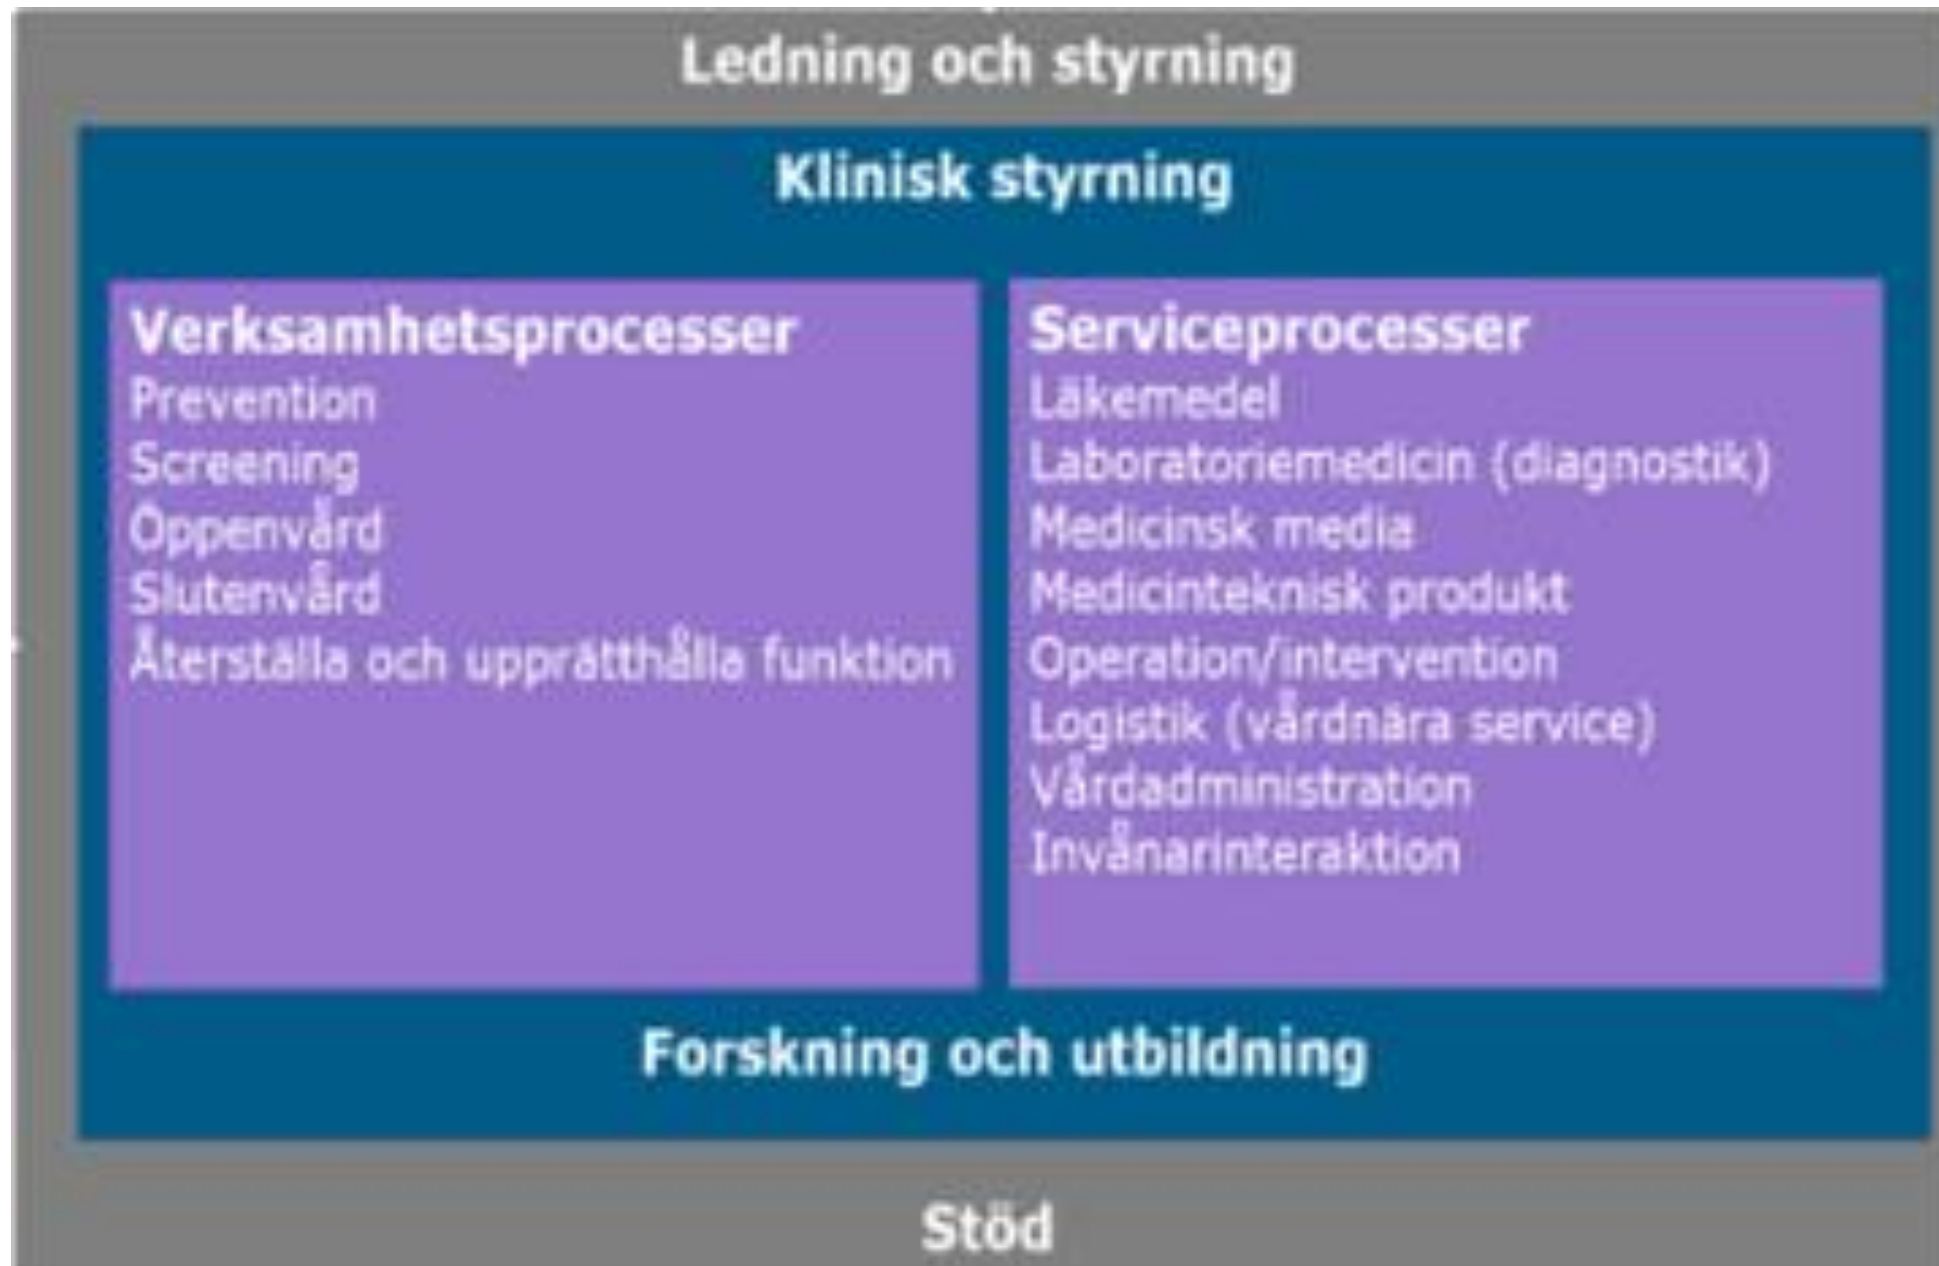 Ledning och styrning
Klinisk styrning
Verksamhetsprocesser
Prevention
Screening
Öppenvård
Slutenvård
Återställa och upprätthålla funktion
Serviceprocesser
Läkemedel
Laboratoriemedicin (diagnostik)
Medicinsk media
Medicinteknisk produkt
Operation/intervention
Logistik (vårdnära service)
Vårdadministration
Invånarinteraktion
Forskning och utbildning
Stöd